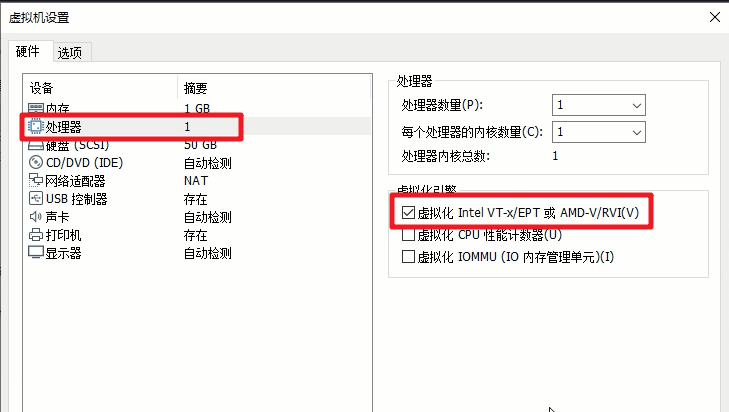 虚拟机设置
硬件 选项
设备 摘要
内存 1 GB
处理器 1
硬盘 (SCSI) 50 GB
CD/DVD (IDE) 自动检测
网络适配器 NAT
USB 控制器 存在
声卡 自动检测
打印机 存在
显示器 自动检测
处理器
处理器数量(P): 1
每个处理器的内核数量(C): 1
处理器内核总数: 1
虚拟化引擎
虚拟化 Intel VT-x/EPT 或 AMD-V/RVI(V)
虚拟化 CPU 性能计数器(U)
虚拟化 IOMMU (IO 内存管理单元)(I)